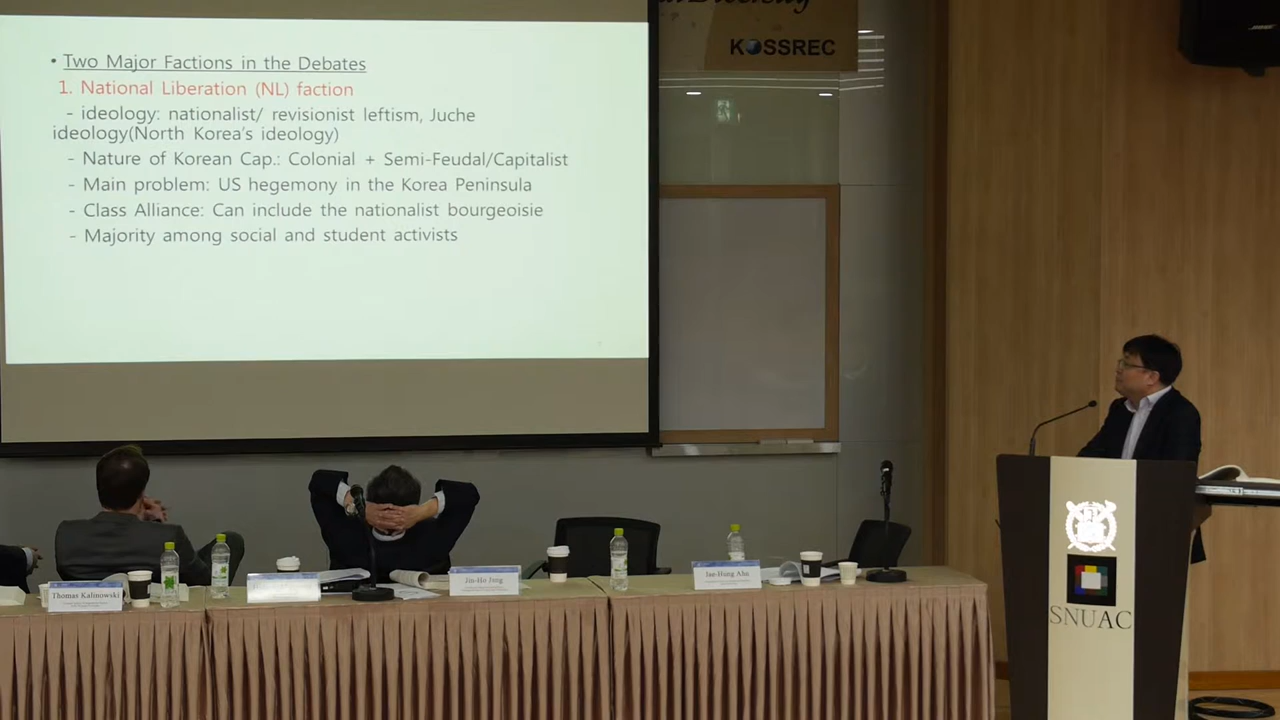 KOSSREC
• Two Major Factions in the Debates
1. National Liberation (NL) faction
- ideology: nationalist/ revisionist leftism, Juche
ideology(North Korea's ideology)
- Nature of Korean Cap.: Colonial + Semi-Feudal/Capitalist
- Main problem: US hegemony in the Korea Peninsula
- Class Alliance: Can include the nationalist bourgeoisie
- Majority among social and student activists
Thomas Kalinowski
Jin-Ho Jang
Jae-Hung Ahn
SNUAC